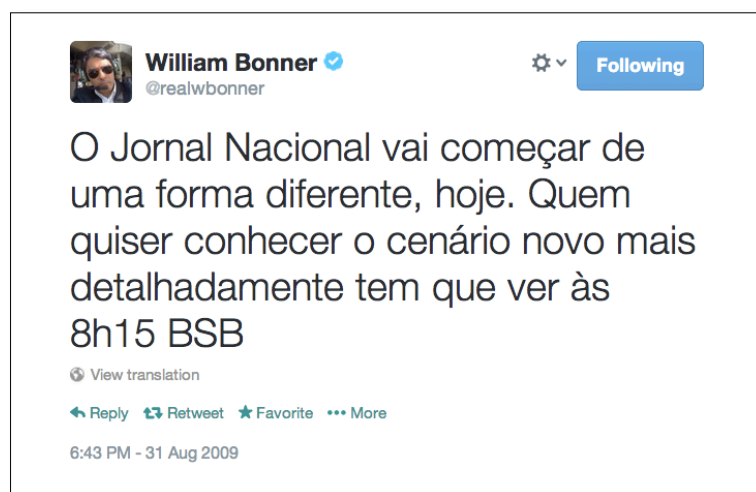 William Bonner
@realwbonner
Following
O Jornal Nacional vai começar de
uma forma diferente, hoje. Quem
quiser conhecer o cenário novo mais
detalhadamente tem que ver às
8h15 BSB
View translation
Reply Retweet Favorite More
6:43 PM - 31 Aug 2009